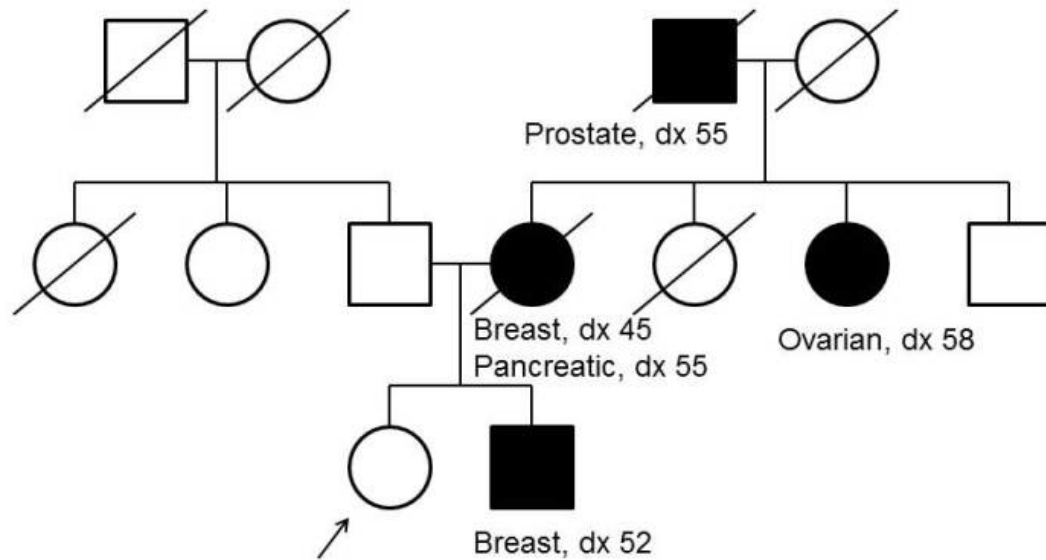 Prostate, dx 55
Breast, dx 45
Pancreatic, dx 55
Ovarian, dx 58
Breast, dx 52